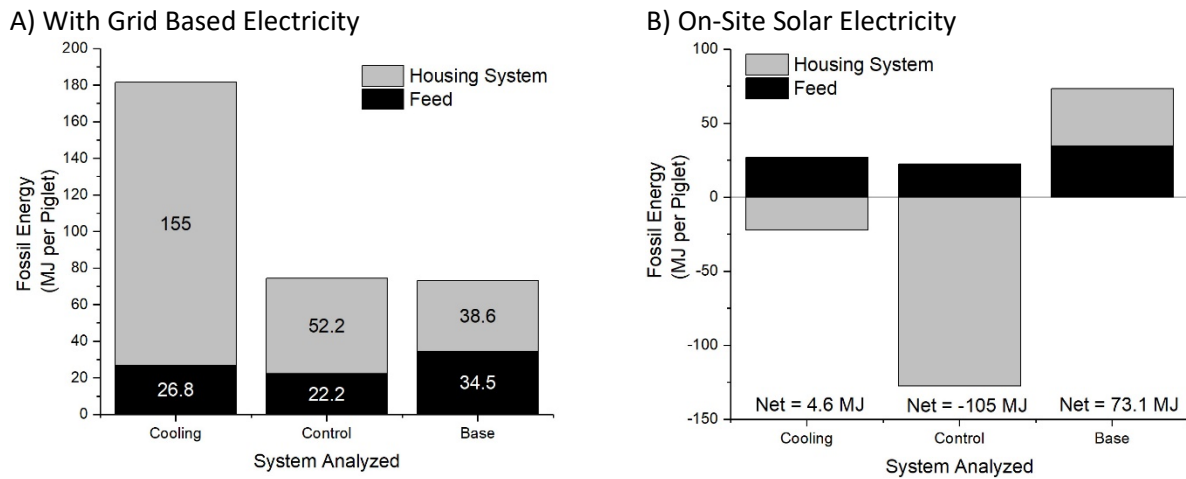 A) With Grid Based Electricity
200
180
160
140
120
100
80
60
40
20
0
Fossil Energy
(MJ per Piglet)
Housing System
Feed
155
26.8
52.2
22.2
38.6
34.5
Cooling Control Base
System Analyzed
B) On-Site Solar Electricity
100
50
0
-50
-100
-150
Fossil Energy
(MJ per Piglet)
Housing System
Feed
Net = 4.6 MJ Net = -105 MJ Net = 73.1 MJ
Cooling Control Base
System Analyzed